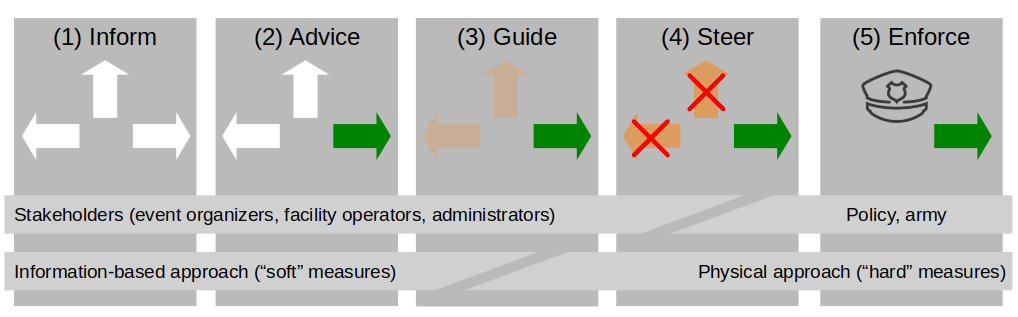 (1) Inform
(2) Advice
(3) Guide
(4) Steer
(5) Enforce
Stakeholders (event organizers, facility operators, administrators)
Policy, army
Information-based approach (“soft” measures)
Physical approach (“hard” measures)